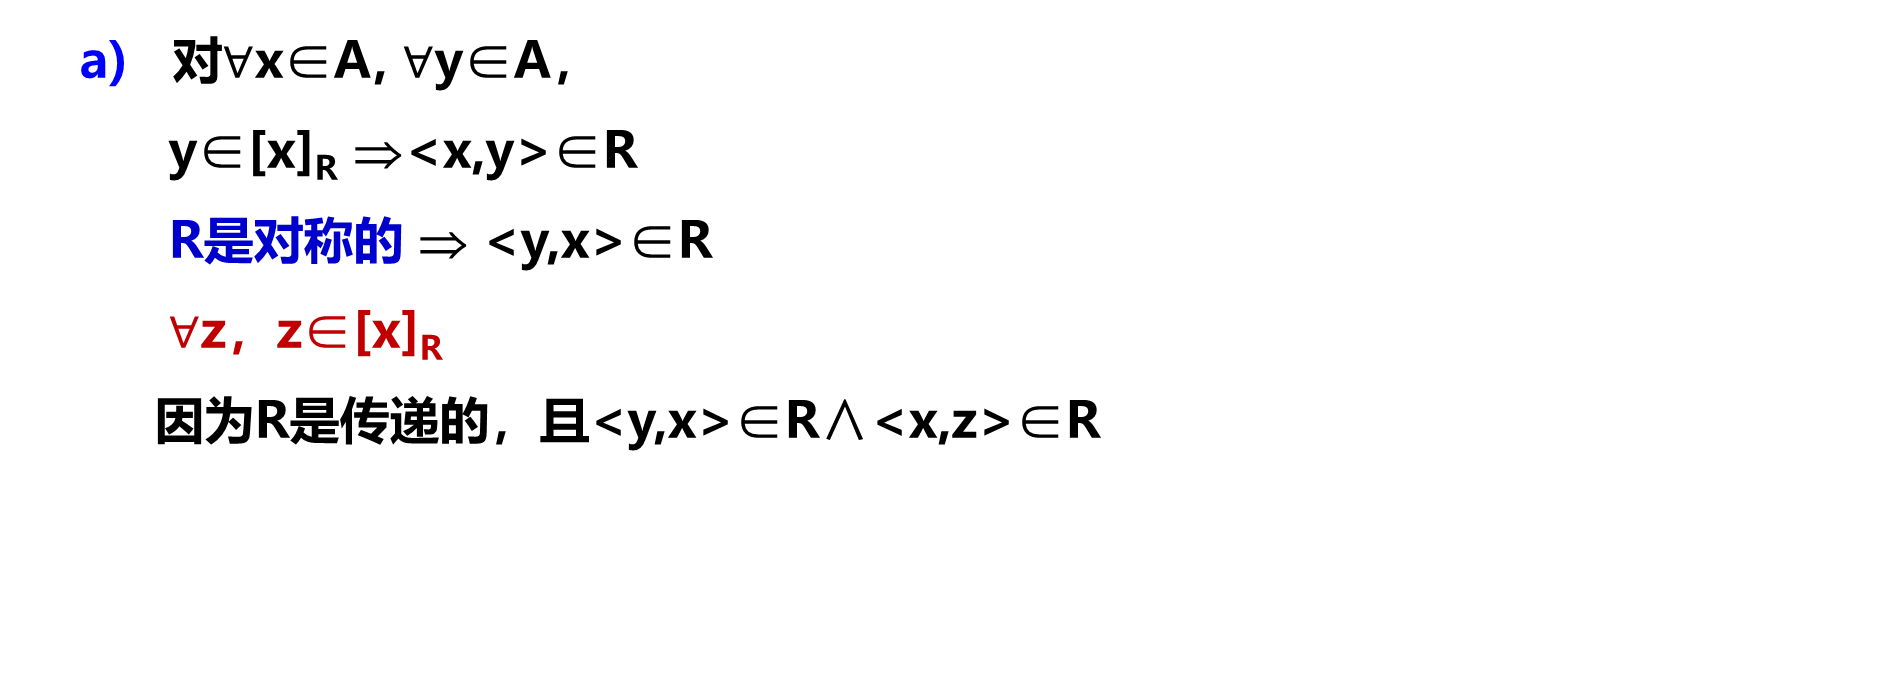 a) 对∀x∈A, ∀y∈A,
y∈[x]R ⇒<x,y>∈R
R是对称的 ⇒ <y,x>∈R
∀z，z∈[x]R
因为R是传递的，且<y,x>∈R∧<x,z>∈R